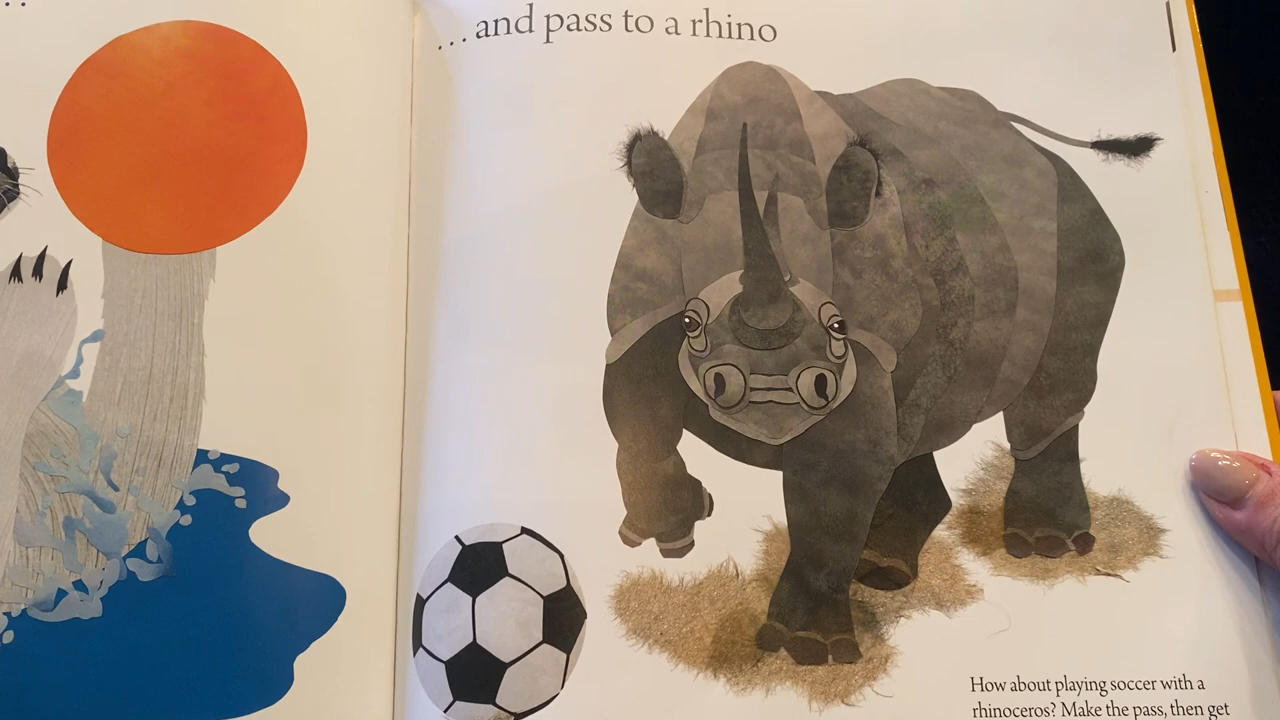 . . .
. . . and pass to a rhino
How about playing soccer with a
rhinoceros? Make the pass, then get